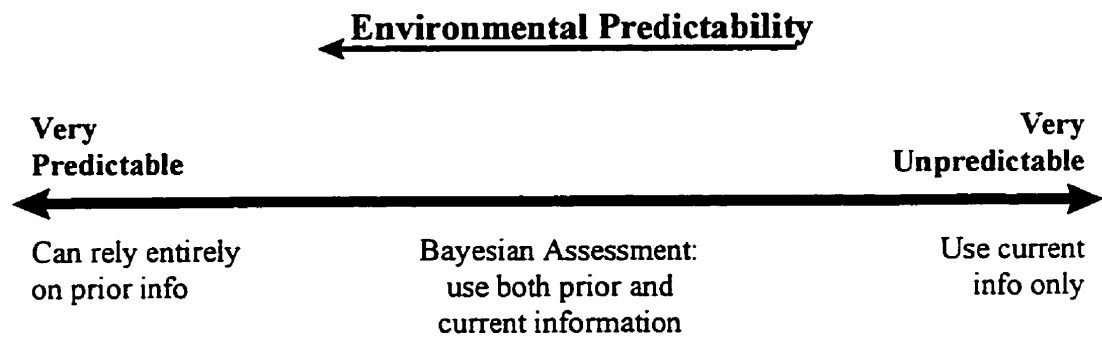 Environmental Predictability
Very
Predictable
Very
Unpredictable
Can rely entirely
on prior info
Bayesian Assessment:
use both prior and
current information
Use current
info only